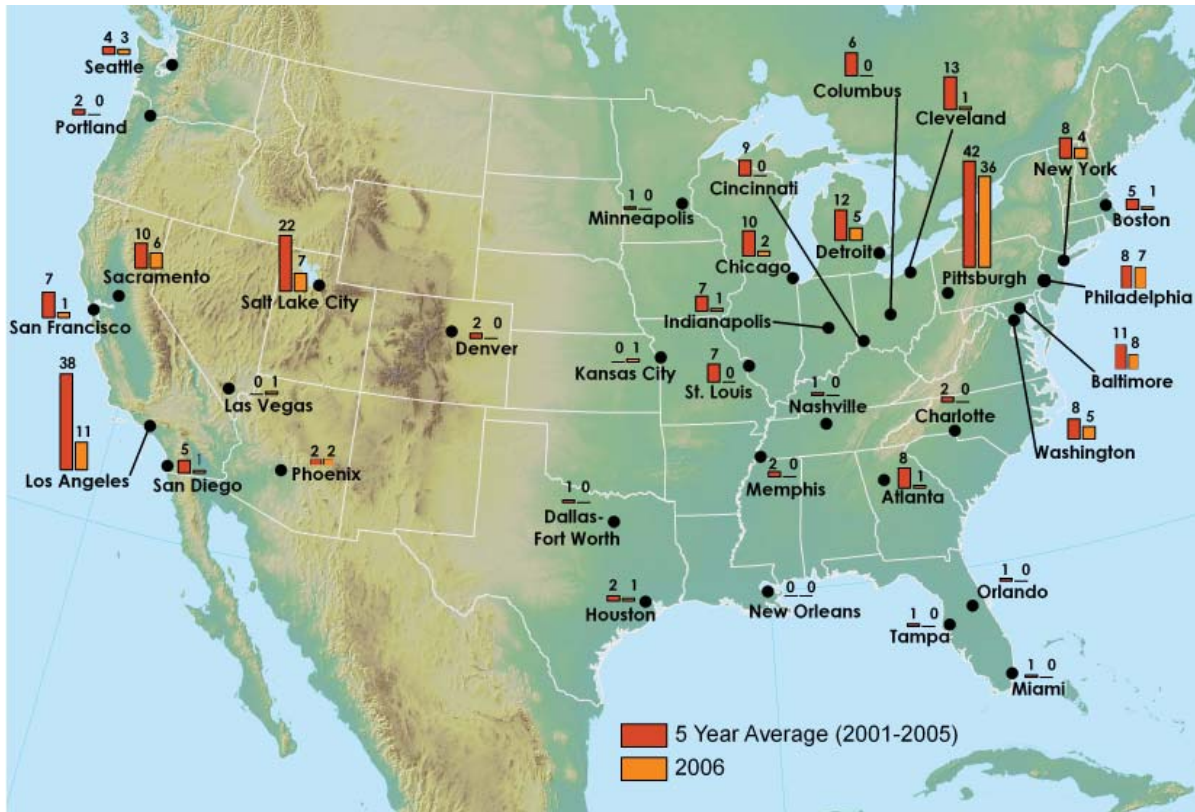 4 3
Seattle
2 0
Portland
10 6
Sacramento
7 1
San Francisco
38
11
Los Angeles
5 1
San Diego
22
7
Salt Lake City
0 1
Las Vegas
2 2
Phoenix
2 0
Denver
1 0
Minneapolis
0 1
Kansas City
1 0
Dallas-
Fort Worth
2 1
Houston
6 0
Columbus
13
1
Cleveland
9 0
Cincinnati
12
5
Detroit
10
2
Chicago
7 1
Indianapolis
7 0
St. Louis
42
36
Pittsburgh
8 4
New York
5 1
Boston
8 7
Philadelphia
11
8
Baltimore
8 5
Washington
1 0
Nashville
2 0
Charlotte
2 0
Memphis
8 1
Atlanta
0 0
New Orleans
1 0
Orlando
1 0
Tampa
1 0
Miami
5 Year Average (2001-2005)
2006